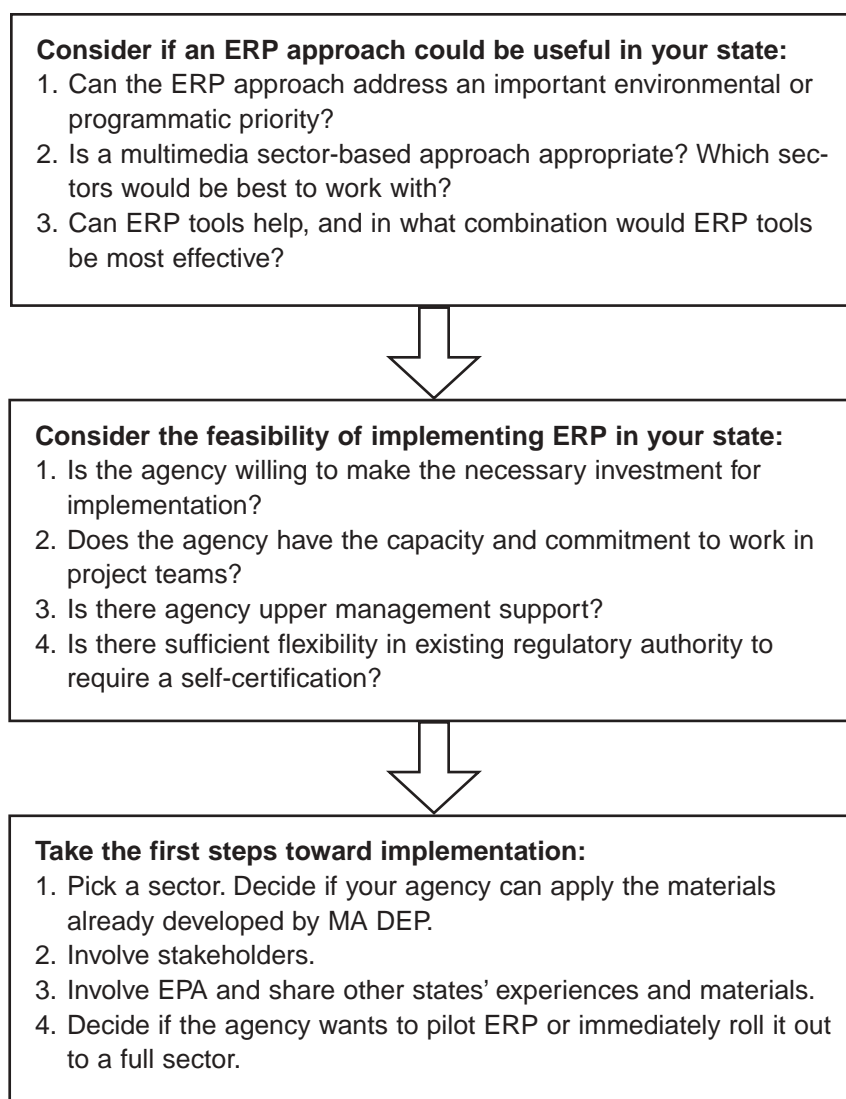 Consider if an ERP approach could be useful in your state:
1. Can the ERP approach address an important environmental or
programmatic priority?
2. Is a multimedia sector-based approach appropriate? Which sec-
tors would be best to work with?
3. Can ERP tools help, and in what combination would ERP tools
be most effective?
Consider the feasibility of implementing ERP in your state:
1. Is the agency willing to make the necessary investment for
implementation?
2. Does the agency have the capacity and commitment to work in
project teams?
3. Is there agency upper management support?
4. Is there sufficient flexibility in existing regulatory authority to
require a self-certification?
Take the first steps toward implementation:
1. Pick a sector. Decide if your agency can apply the materials
already developed by MA DEP.
2. Involve stakeholders.
3. Involve EPA and share other states’ experiences and materials.
4. Decide if the agency wants to pilot ERP or immediately roll it out
to a full sector.